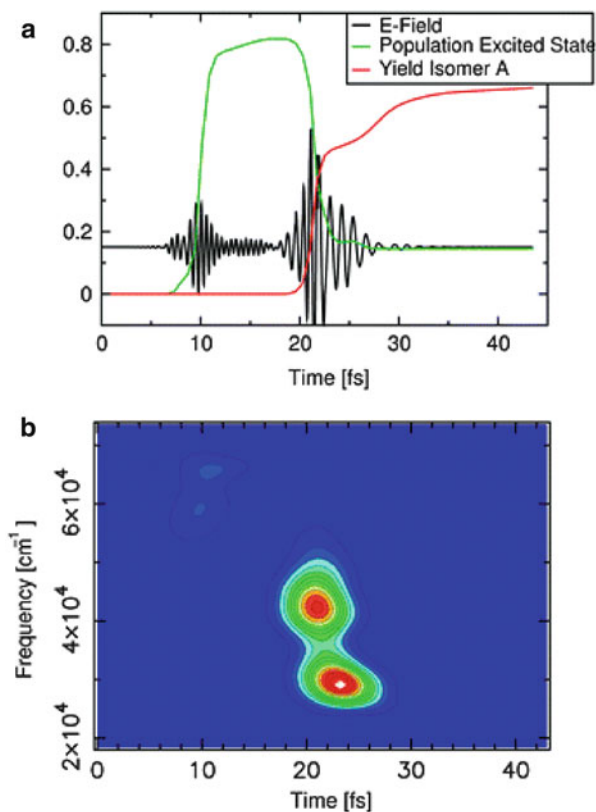 a
E-Field
Population Excited State
Yield Isomer A
0.8
0.6
0.4
0.2
0
0 10 20 30 40
Time [fs]
b
Frequency [cm⁻¹]
6×10⁴
4×10⁴
2×10⁴
0 10 20 30 40
Time [fs]